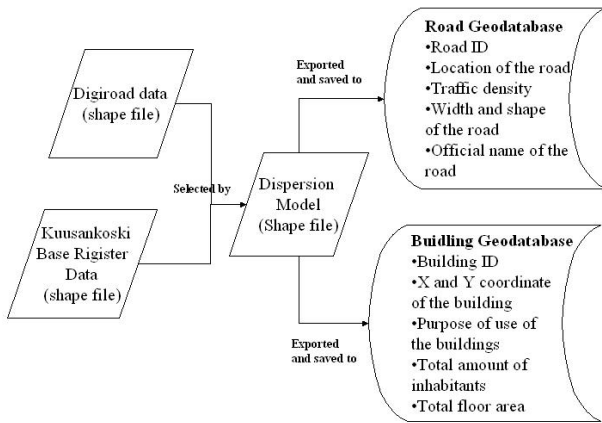 Digiroad data
(shape file)
Kuusankoski
Base Rigister
Data
(shape file)
Selected by
Dispersion
Model
(Shape file)
Exported
and saved to
Road Geodatabase
•Road ID
•Location of the road
•Traffic density
•Width and shape
of the road
•Official name of the
road
Exported
and saved to
Buidling Geodatabase
•Building ID
•X and Y coordinate
of the building
•Purpose of use of
the buildings
•Total amount of
inhabitants
•Total floor area